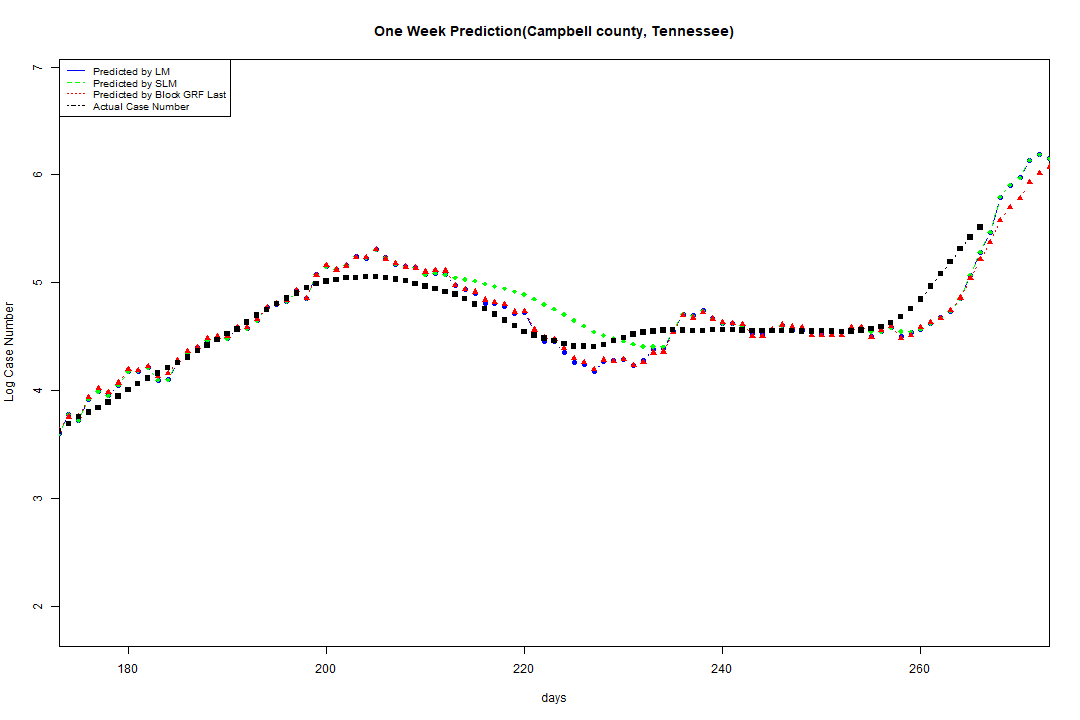 One Week Prediction(Campbell county, Tennessee)
Predicted by LM
Predicted by SLM
Predicted by Block GRF Last
Actual Case Number
7
6
5
4
3
2
Log Case Number
180 200 220 240 260
days